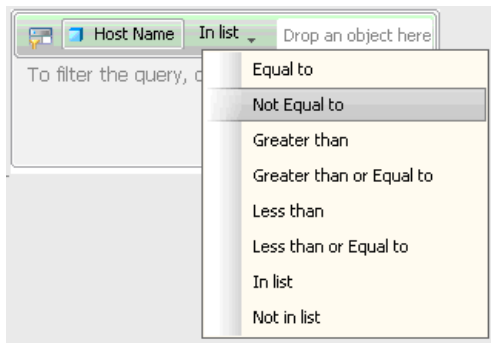 Host Name In list Drop an object here
To filter the query,
Equal to
Not Equal to
Greater than
Greater than or Equal to
Less than
Less than or Equal to
In list
Not in list